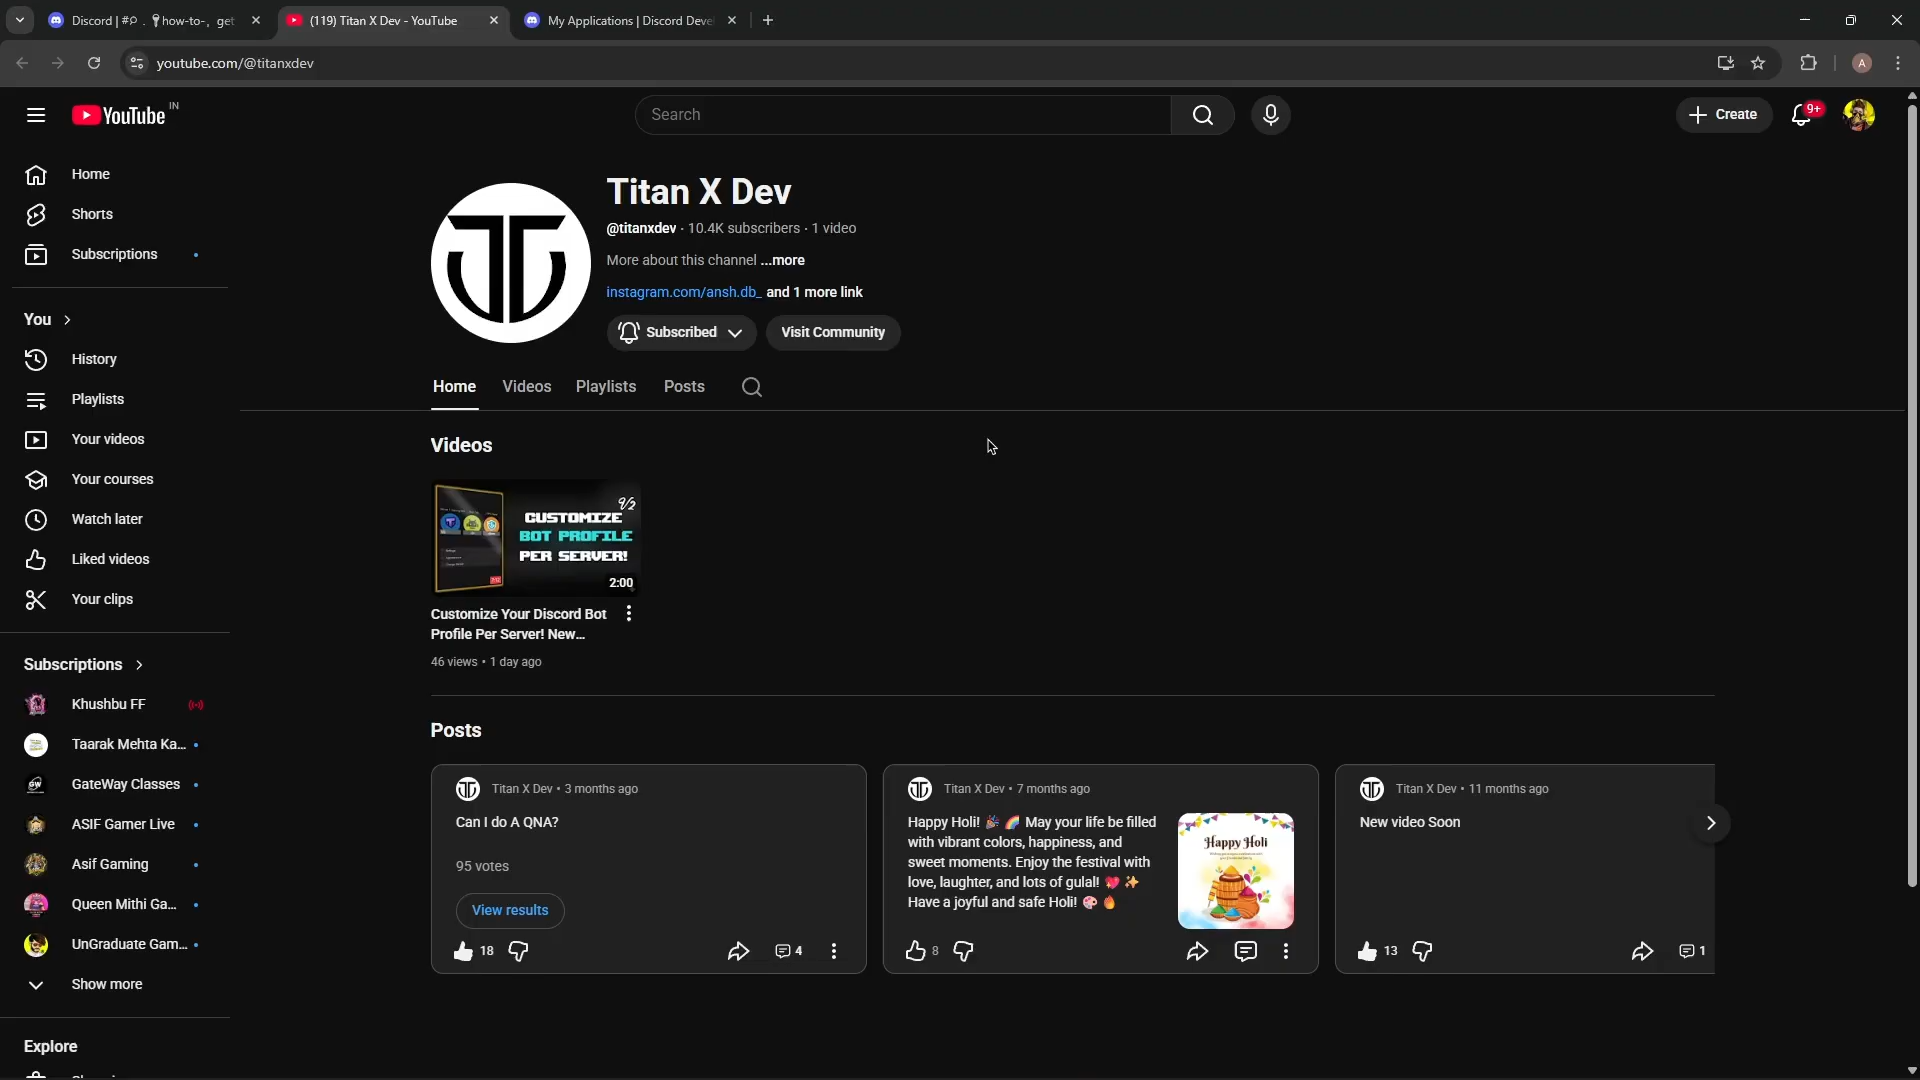 Discord | # . how-to-, get
(119) Titan X Dev - YouTube
My Applications | Discord Deve
youtube.com/@titanxdev
A
YouTube IN
Search
Create
9+
Home
Shorts
Subscriptions
You
History
Playlists
Your videos
Your courses
Watch later
Liked videos
Your clips
Subscriptions
Khushbu FF
Taarak Mehta Ka...
GateWay Classes
ASIF Gamer Live
Asif Gaming
Queen Mithi Ga...
UnGraduate Gam...
Show more
Explore
Titan X Dev
@titanxdev · 10.4K subscribers · 1 video
More about this channel ...more
instagram.com/ansh.db_ and 1 more link
Subscribed
Visit Community
Home
Videos
Playlists
Posts
Videos
CUSTOMIZE
BOT PROFILE
PER SERVER!
2:00
Customize Your Discord Bot
Profile Per Server! New...
46 views • 1 day ago
Posts
Titan X Dev • 3 months ago
Can I do A QNA?
95 votes
View results
18
4
Titan X Dev • 7 months ago
Happy Holi! 🎉 🌈 May your life be filled
with vibrant colors, happiness, and
sweet moments. Enjoy the festival with
love, laughter, and lots of gulal! 💖 ✨
Have a joyful and safe Holi! 🎨 🔥
Happy Holi
8
Titan X Dev • 11 months ago
New video Soon
13
1